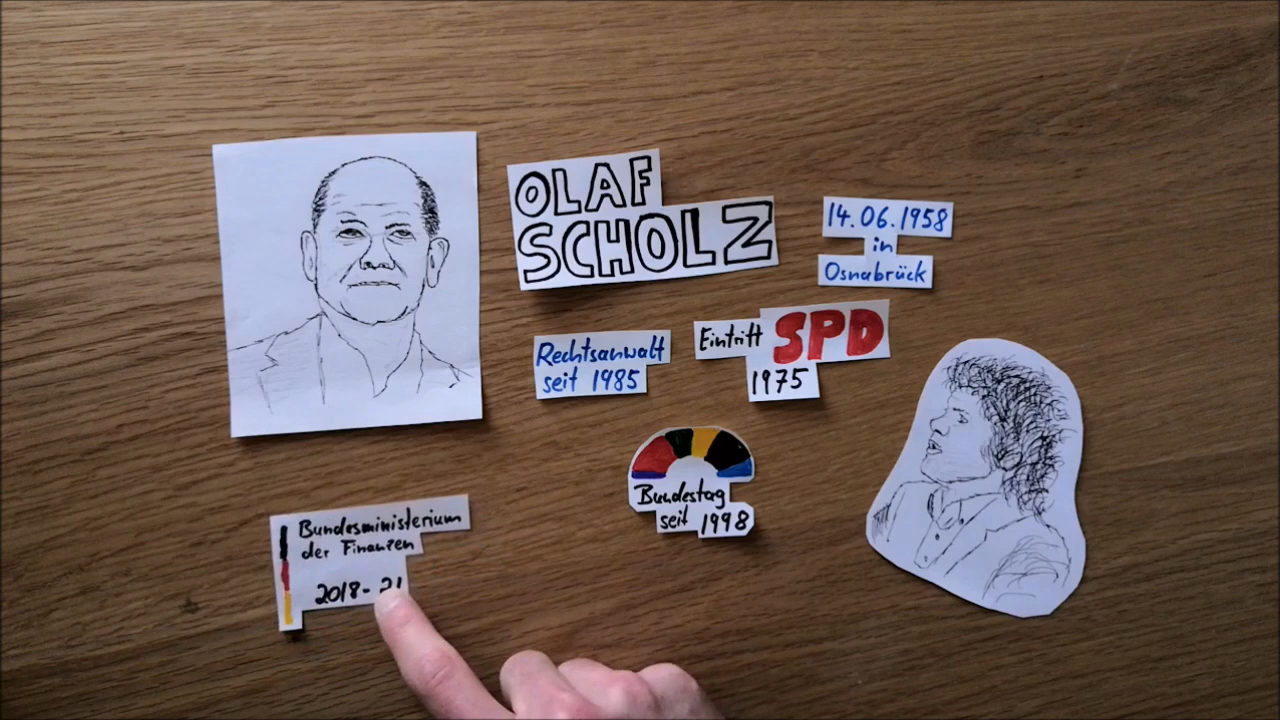 OLAF
SCHOLZ
14.06.1958
in
Osnabrück
Rechtsanwalt
seit 1985
Eintritt SPD
1975
Bundestag
seit 1998
Bundesministerium
der Finanzen
2018-21